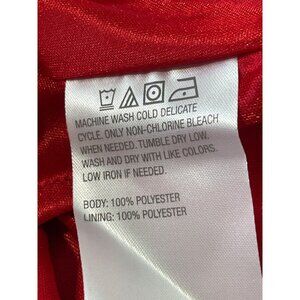 MACHINE WASH COLD DELICATE
CYCLE. ONLY NON-CHLORINE BLEACH
WHEN NEEDED. TUMBLE DRY LOW.
WASH AND DRY WITH LIKE COLORS.
LOW IRON IF NEEDED.
BODY: 100% POLYESTER
LINING: 100% POLYESTER